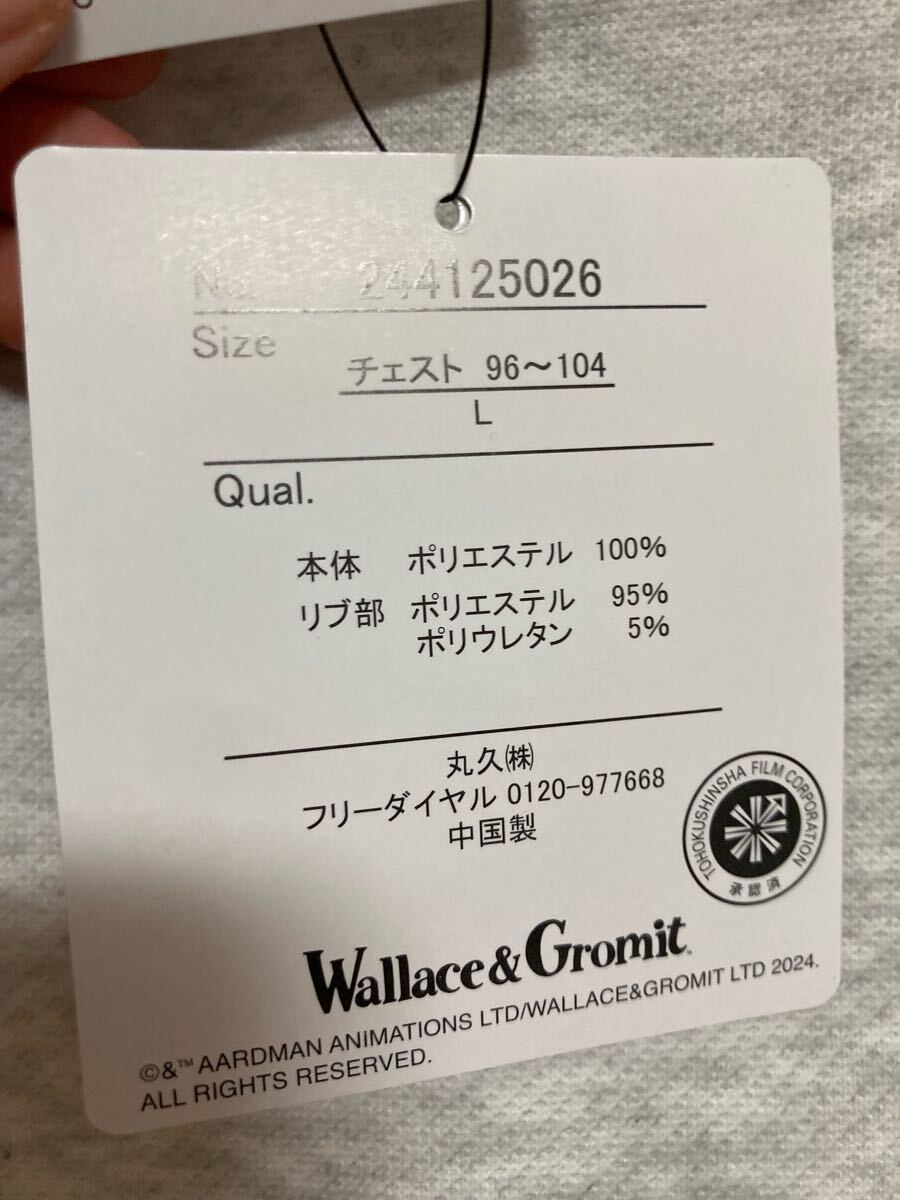 No. 244125026
Size
チェスト 96～104
L
Qual.
本体 ポリエステル 100%
リブ部 ポリエステル 95%
ポリウレタン 5%
丸久㈱
フリーダイヤル 0120-977668
中国製
TOHOKUSHINSHA FILM CORPORATION
承認済
Wallace & Gromit
©&™ AARDMAN ANIMATIONS LTD/WALLACE&GROMIT LTD 2024.
ALL RIGHTS RESERVED.